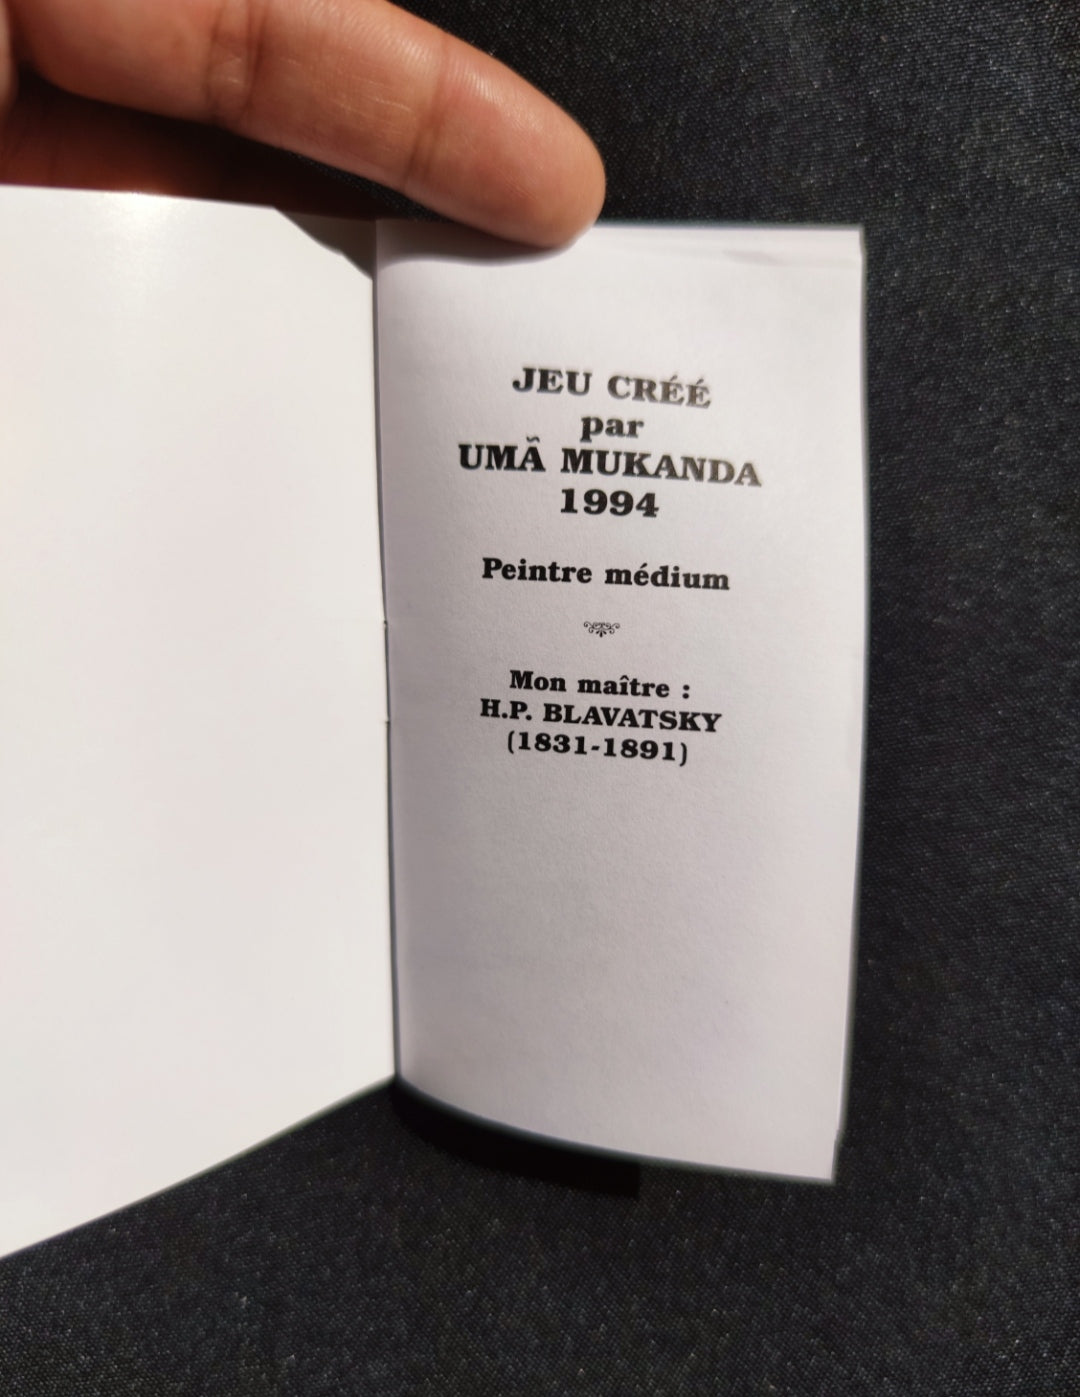 JEU CRÉÉ
par
UMÃ MUKANDA
1994
Peintre médium
Mon maître :
H.P. BLAVATSKY
(1831-1891)